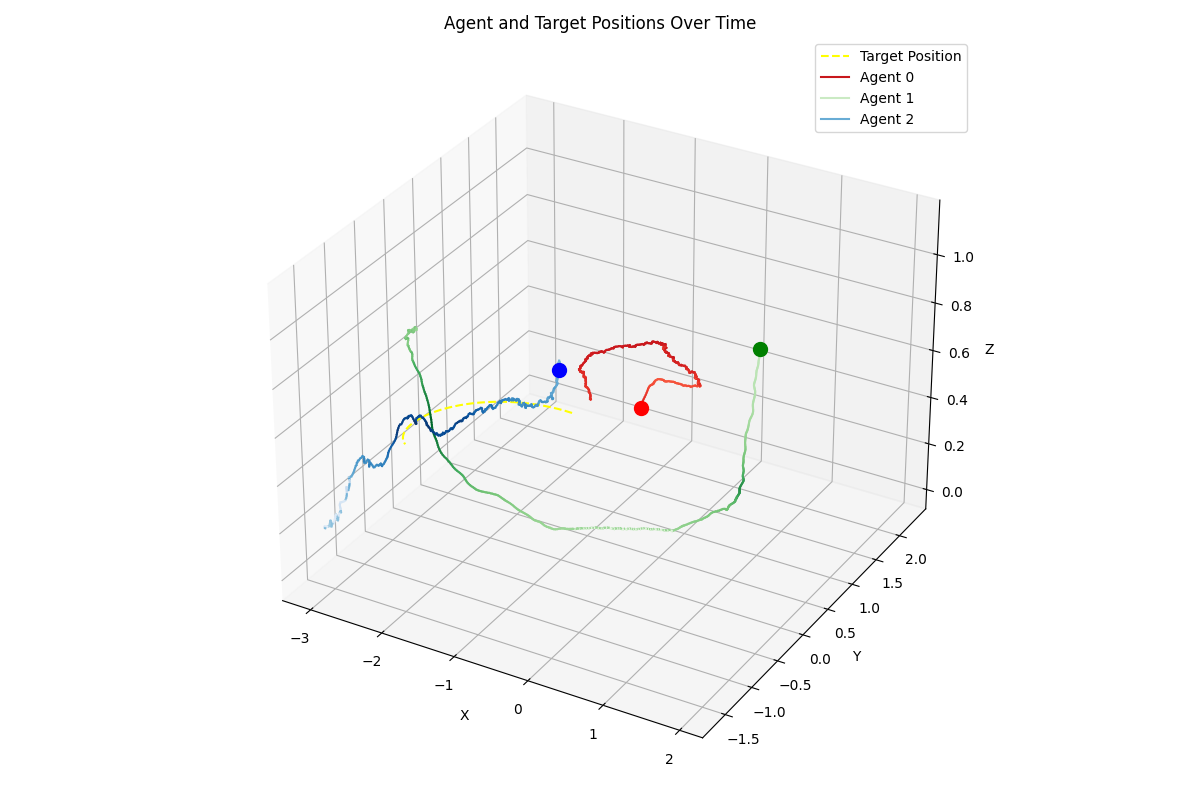 Agent and Target Positions Over Time
Target Position
Agent 0
Agent 1
Agent 2
1.0
0.8
Z
0.6
0.4
0.2
0.0
2.0
1.5
1.0
0.5
0.0
Y
−0.5
−1.0
−1.5
−3
−2
−1
0
1
2
X